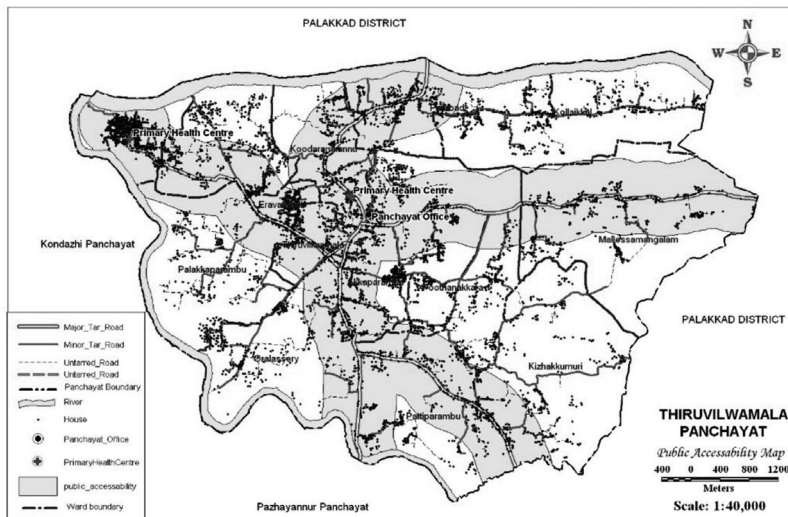 PALAKKAD DISTRICT
N
W E
S
Kollaikkal
Primary Health Centre
Primary Health Centre
Panchayat Office
Kondazhi Panchayat
Mallessamangalam
Palakkaparambu
PALAKKAD DISTRICT
Kizhakkumuri
Pattiparambu
Major_Tar_Road
Minor_Tar_Road
Untarred_Road
Untarred_Road
Panchayat Boundary
River
House
Panchayat_Office
PrimaryHealthCentre
public_accessability
Ward boundary
THIRUVILWAMALA
PANCHAYAT
Public Accessability Map
400 0 400 800 1200
Meters
Scale: 1:40,000
Pazhayannur Panchayat